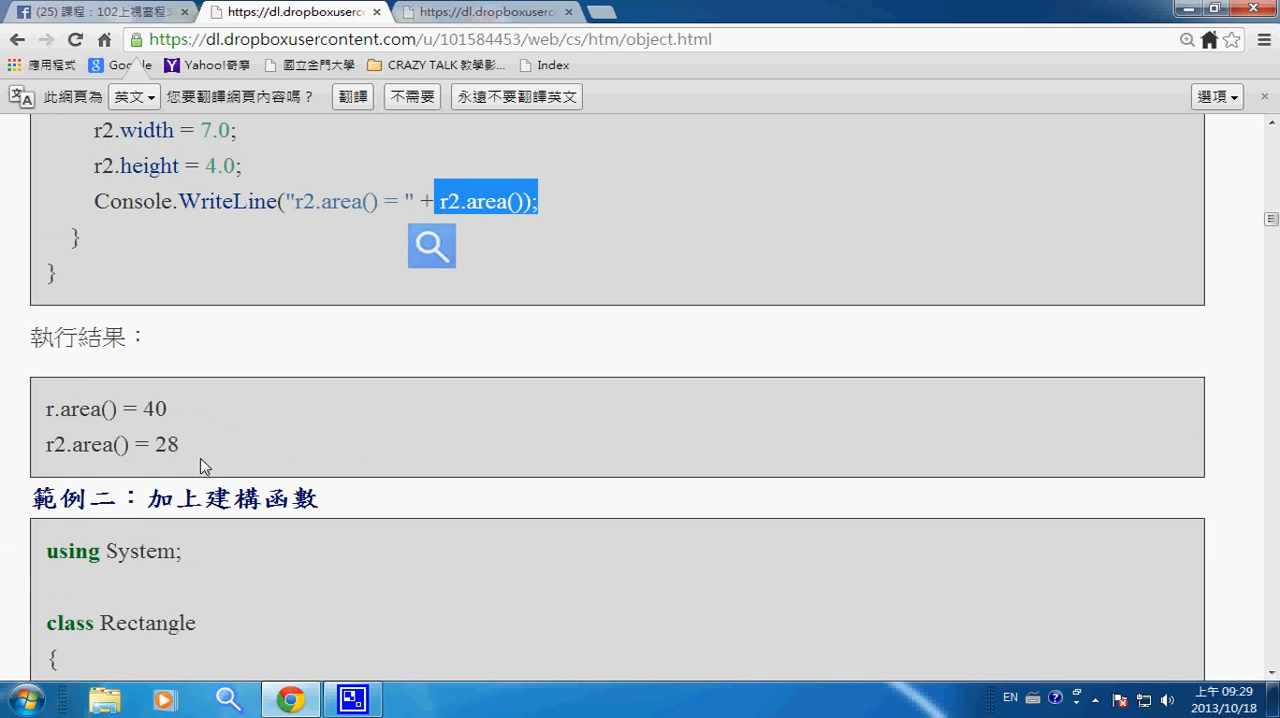 (25) 課程：102上視窗程
https://dl.dropboxuserco
https://dl.dropboxuserco
https://dl.dropboxusercontent.com/u/101584453/web/cs/htm/object.html
應用程式 Google Yahoo!奇摩 國立金門大學 CRAZY TALK 教學影... Index
此網頁為 英文 您要翻譯網頁內容嗎？ 翻譯 不需要 永遠不要翻譯英文 選項
r2.width = 7.0;
r2.height = 4.0;
Console.WriteLine("r2.area() = " + r2.area());
}
}
執行結果：
r.area() = 40
r2.area() = 28
範例二：加上建構函數
using System;
class Rectangle
{
EN 上午 09:29
2013/10/18